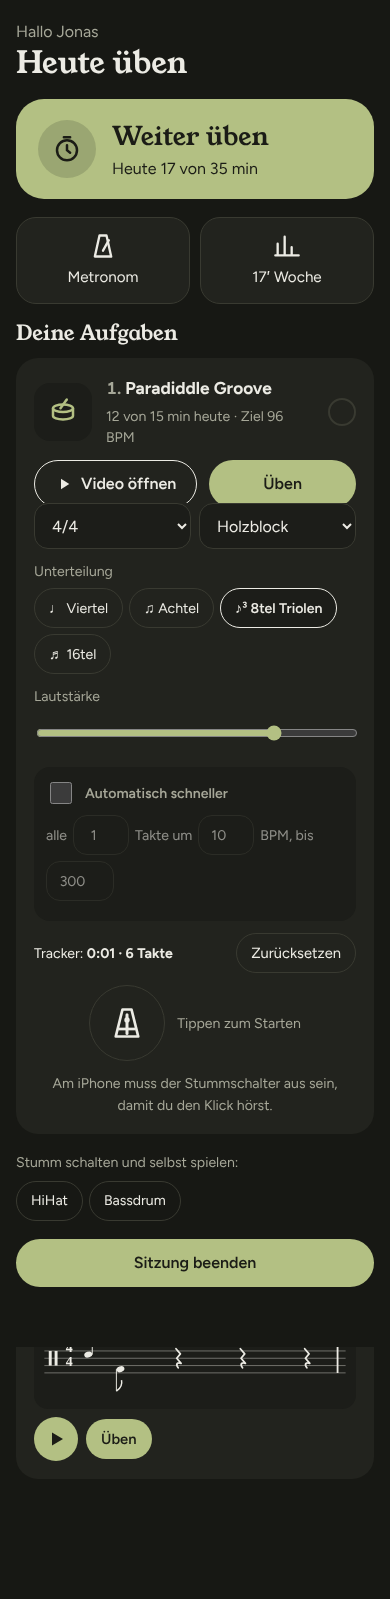 Hallo Jonas
Heute üben
Weiter üben
Heute 17 von 35 min
Metronom
17′ Woche
Deine Aufgaben
1. Paradiddle Groove
12 von 15 min heute · Ziel 96
BPM
Video öffnen
Üben
4/4
Holzblock
Unterteilung
♩ Viertel
♫ Achtel
♪³ 8tel Triolen
♬ 16tel
Lautstärke
Automatisch schneller
alle 1 Takte um 10 BPM, bis
300
Tracker: 0:01 · 6 Takte
Zurücksetzen
Tippen zum Starten
Am iPhone muss der Stummschalter aus sein,
damit du den Klick hörst.
Stumm schalten und selbst spielen:
HiHat
Bassdrum
Sitzung beenden
4
4
Üben